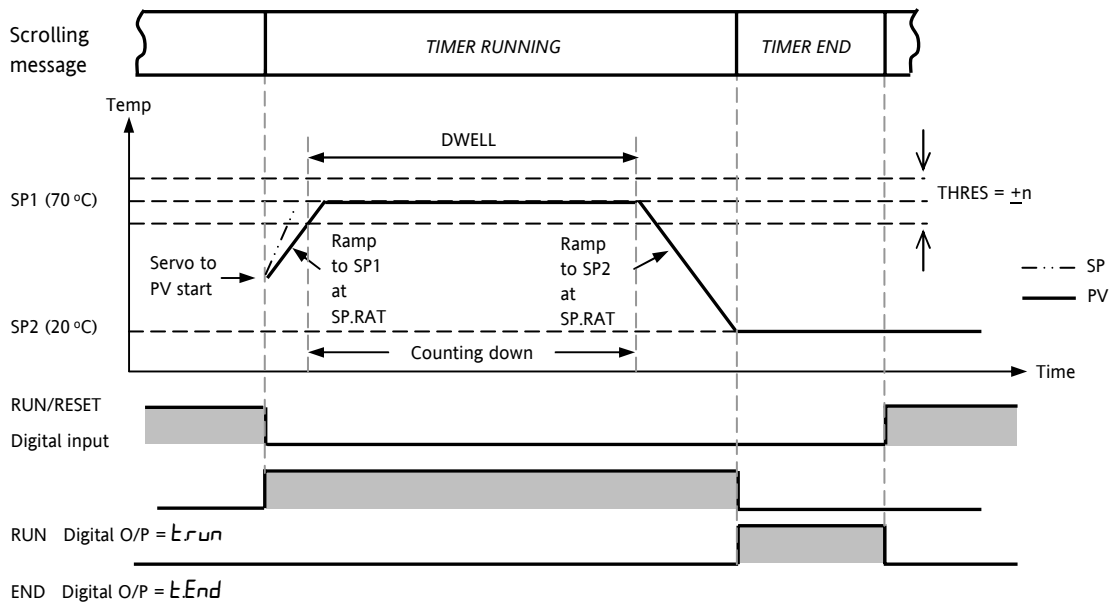 Scrolling
message
TIMER RUNNING
TIMER END
Temp
DWELL
SP1 (70 ºC)
THRES = ±n
Servo to
PV start
Ramp
to SP1
at
SP.RAT
Ramp
to SP2
at
SP.RAT
SP
PV
SP2 (20 ºC)
Counting down
Time
RUN/RESET
Digital input
RUN Digital O/P = t.run
END Digital O/P = t.End